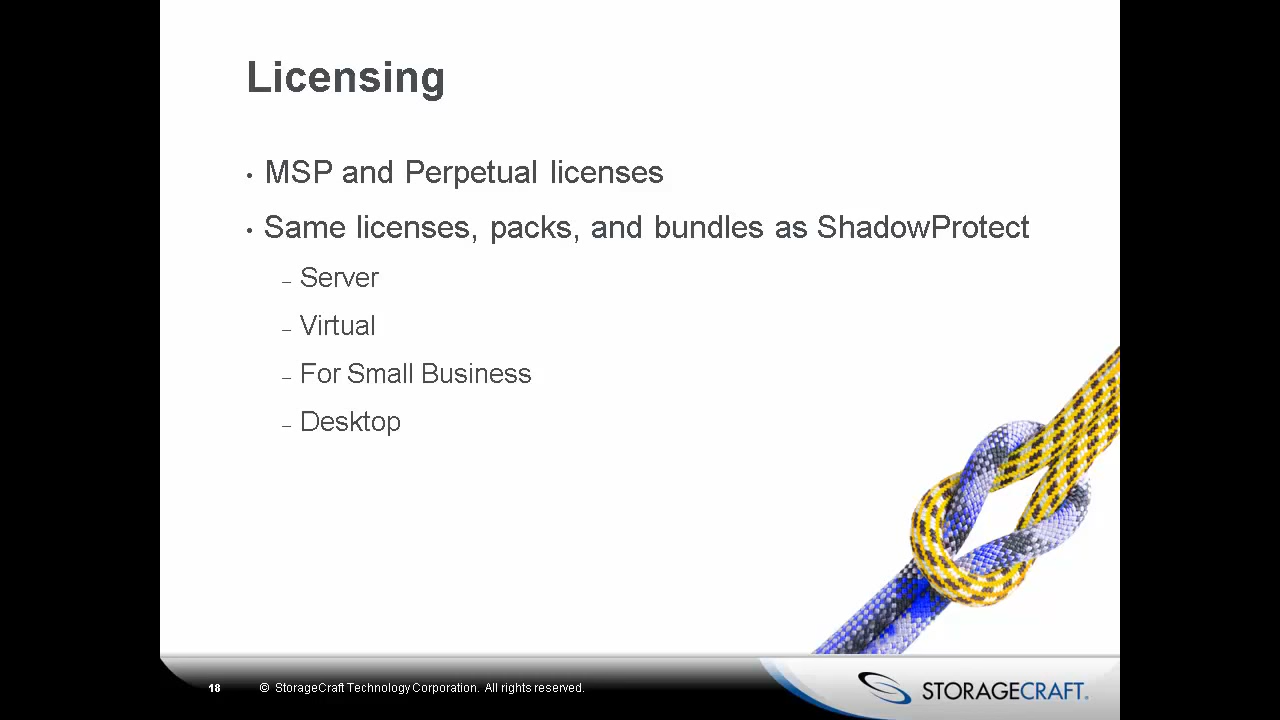 Licensing
• MSP and Perpetual licenses
• Same licenses, packs, and bundles as ShadowProtect
– Server
– Virtual
– For Small Business
– Desktop
18 © StorageCraft Technology Corporation. All rights reserved.
STORAGECRAFT.